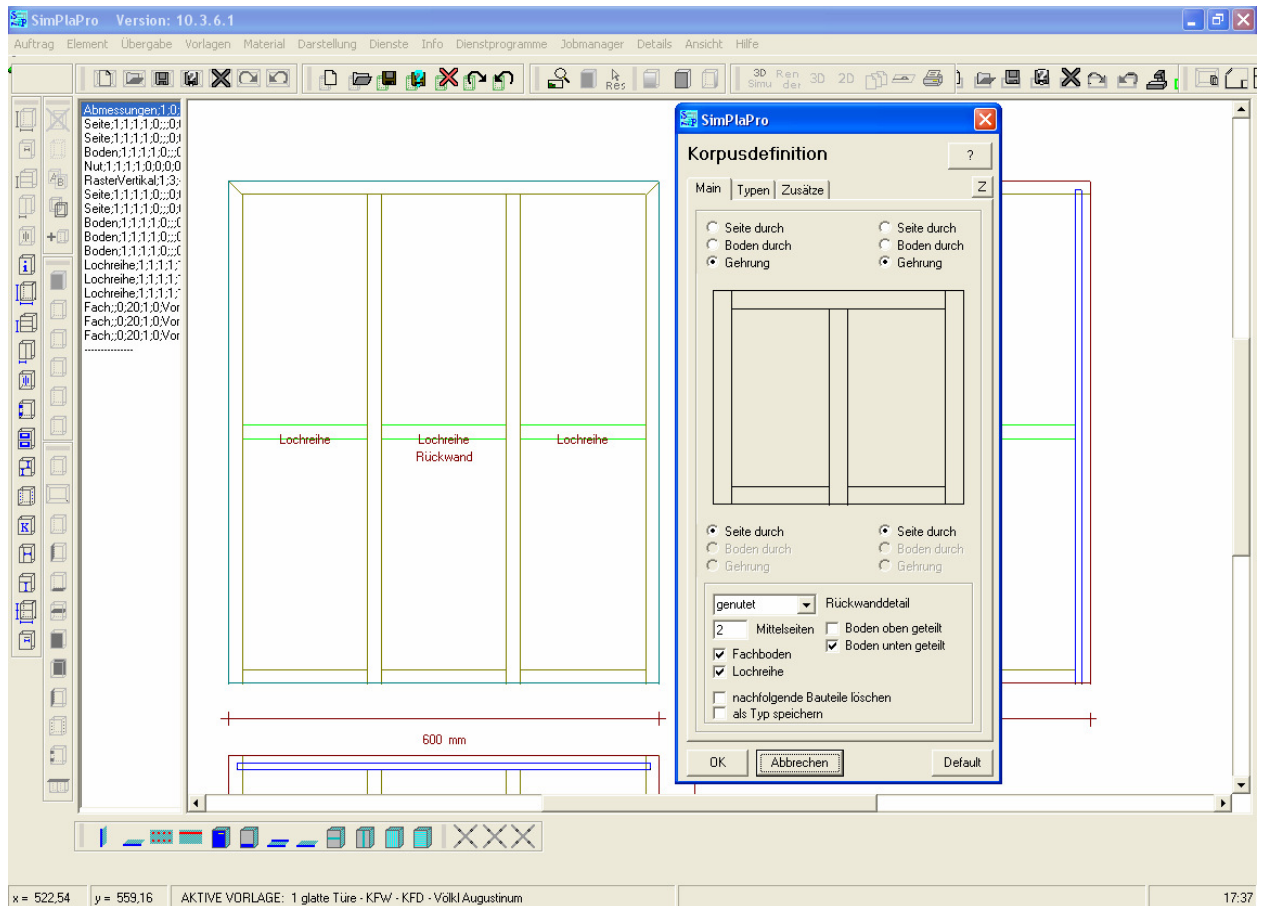 SimPlaPro Version: 10.3.6.1
Auftrag Element Übergabe Vorlagen Material Darstellung Dienste Info Dienstprogramme Jobmanager Details Ansicht Hilfe
Res
3D Simu
Ren der
3D
2D
Abmessungen;1;0;
Seite;1;1;1;1;0;;;0;
Seite;1;1;1;1;0;;;0;
Boden;1;1;1;1;0;;;
Nut;1;1;1;1;0;0;0;0
RasterVertikal;1;3;
Seite;1;1;1;1;0;;;0;
Seite;1;1;1;1;0;;;0;
Boden;1;1;1;1;0;;;
Boden;1;1;1;1;0;;;
Boden;1;1;1;1;0;;;
Lochreihe;1;1;1;1;
Lochreihe;1;1;1;1;
Lochreihe;1;1;1;1;
Fach;;0;20;1;0;Vor
Fach;;0;20;1;0;Vor
Fach;;0;20;1;0;Vor
---------------
Lochreihe Lochreihe Lochreihe
Rückwand
600 mm
SimPlaPro
Korpusdefinition ?
Main Typen Zusätze Z
Seite durch Seite durch
Boden durch Boden durch
Gehrung Gehrung
Seite durch Seite durch
Boden durch Boden durch
Gehrung Gehrung
genutet Rückwanddetail
2 Mittelseiten Boden oben geteilt
Boden unten geteilt
Fachboden
Lochreihe
nachfolgende Bauteile löschen
als Typ speichern
OK Abbrechen Default
x = 522,54 y = 559,16 AKTIVE VORLAGE: 1 glatte Türe - KFW - KFD - Völkl Augustinum 17:37